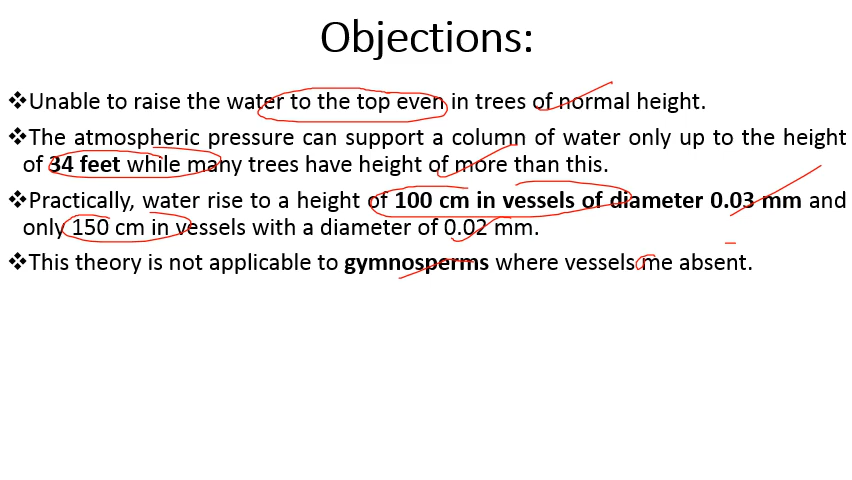 Objections:
❖Unable to raise the water to the top even in trees of normal height.
❖The atmospheric pressure can support a column of water only up to the height
of 34 feet while many trees have height of more than this.
❖Practically, water rise to a height of 100 cm in vessels of diameter 0.03 mm and
only 150 cm in vessels with a diameter of 0.02 mm.
❖This theory is not applicable to gymnosperms where vessels me absent.